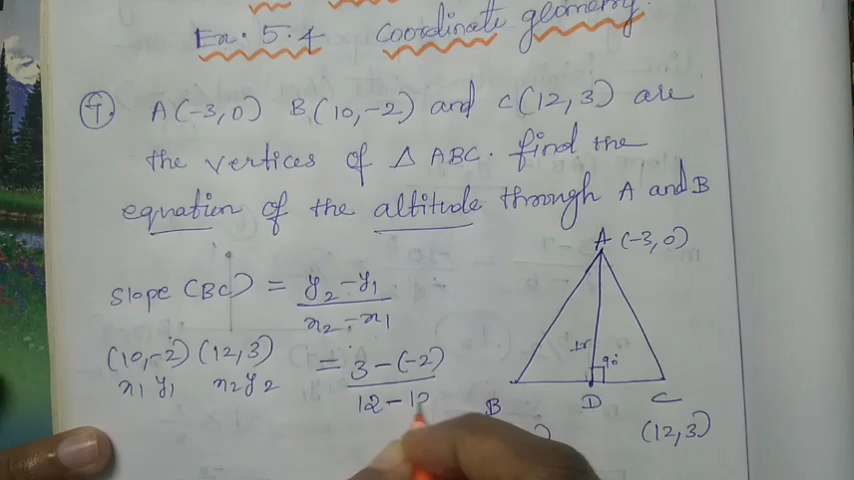 Ex. 5.4 Coordinate geometry.
9. A(-3,0) B(10,-2) and C(12,3) are
the vertices of Δ ABC. find the
equation of the altitude through A and B
A (-3,0)
Slope (BC) = y₂-y₁
x₂-x₁
(10,-2) (12,3) = 3-(-2)
x₁ y₁ x₂ y₂
12-10
90°
B D C
) (12,3)